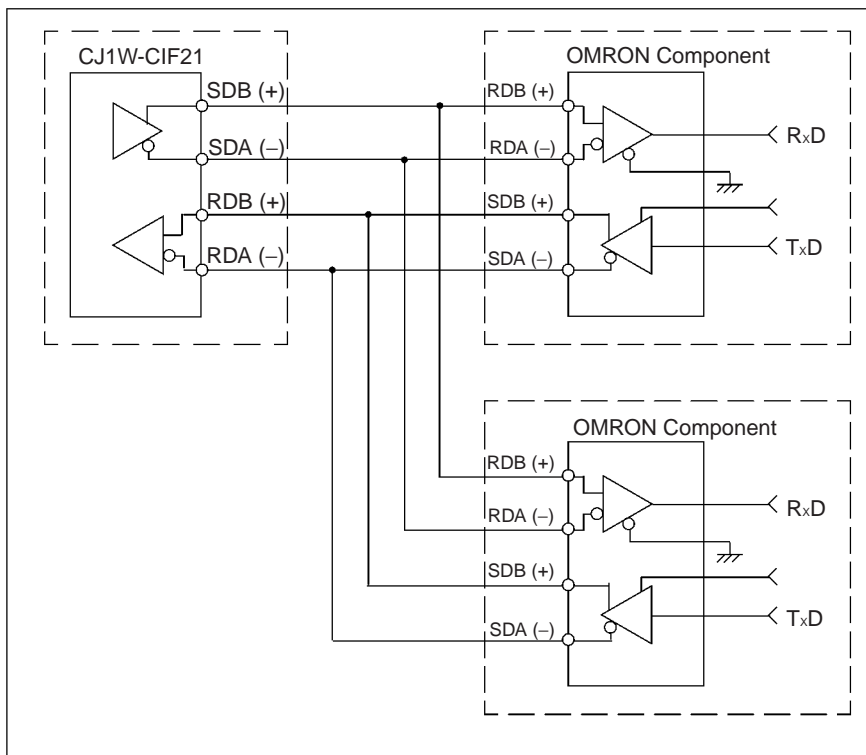 CJ1W-CIF21
SDB (+)
SDA (–)
RDB (+)
RDA (–)
OMRON Component
RDB (+)
RDA (–)
SDB (+)
SDA (–)
RxD
TxD
OMRON Component
RDB (+)
RDA (–)
SDB (+)
SDA (–)
RxD
TxD